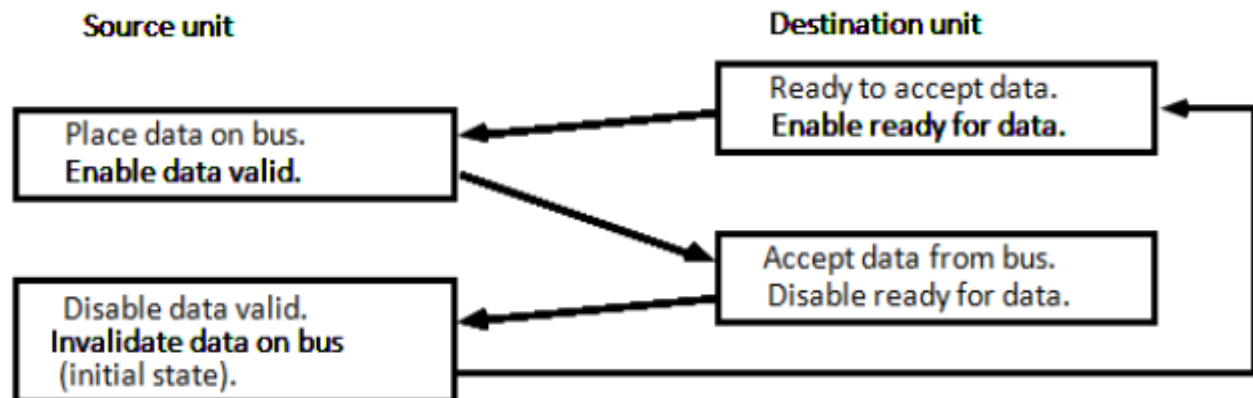 Source unit
Destination unit
Ready to accept data.
Enable ready for data.
Place data on bus.
Enable data valid.
Accept data from bus.
Disable ready for data.
Disable data valid.
Invalidate data on bus
(initial state).